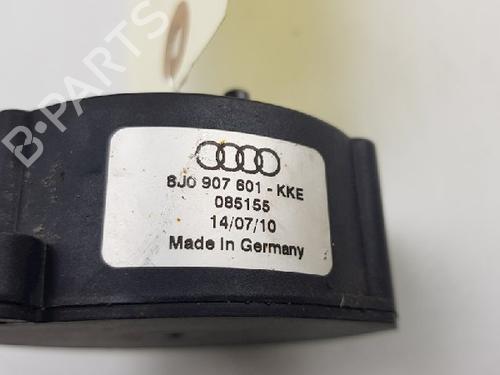 8J0 907 601 - KKE
085155
14/07/10
Made In Germany
B-PARTS